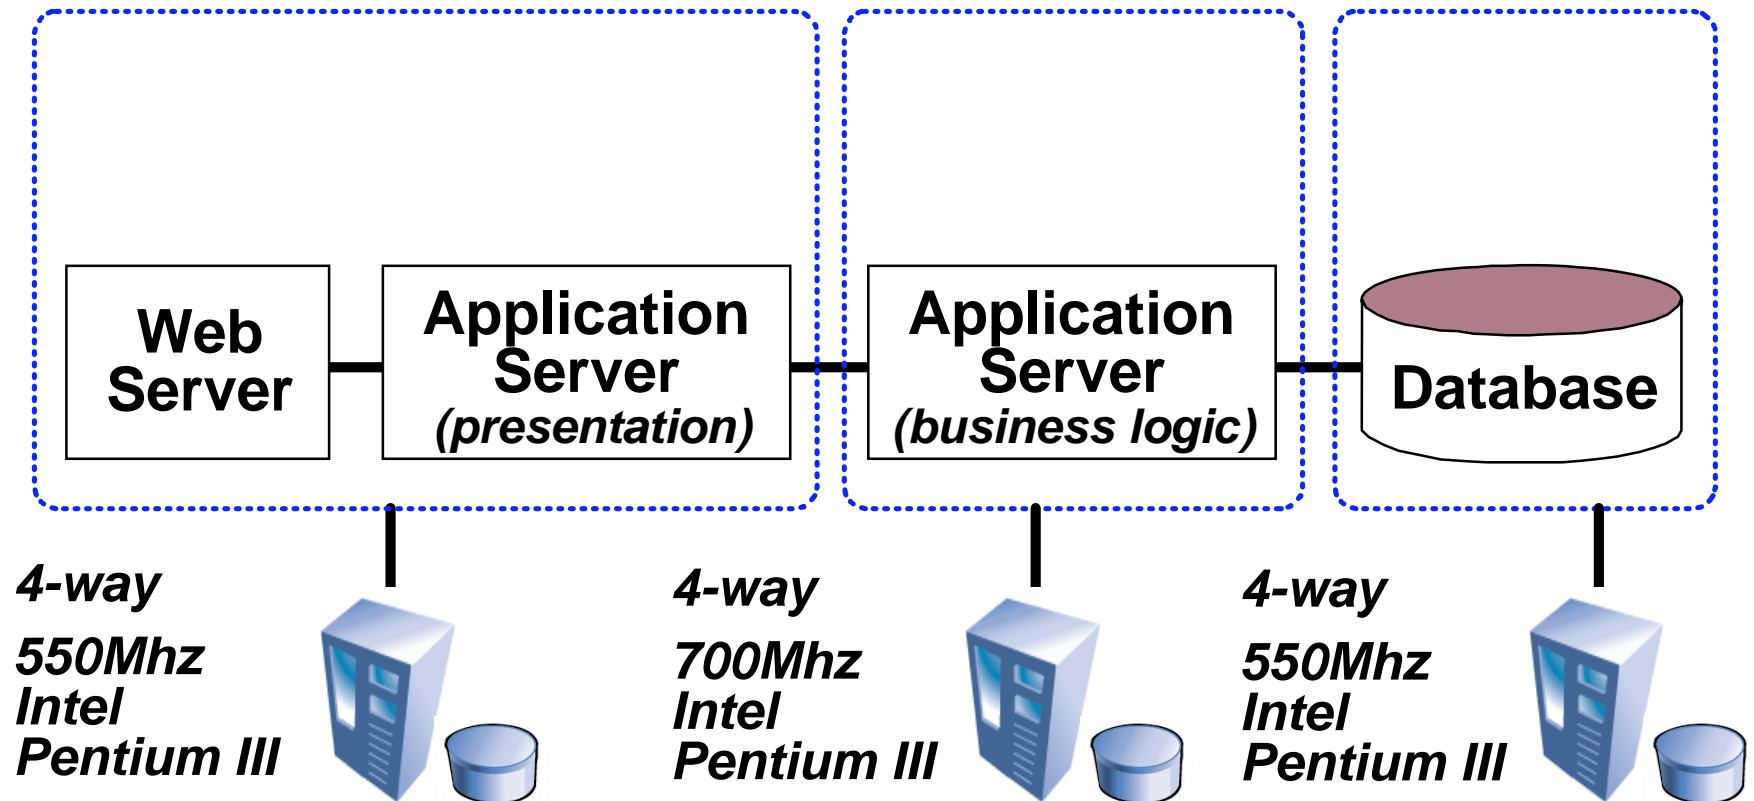 Web
Server
Application
Server
(presentation)
Application
Server
(business logic)
Database
4-way
550Mhz
Intel
Pentium III
4-way
700Mhz
Intel
Pentium III
4-way
550Mhz
Intel
Pentium III